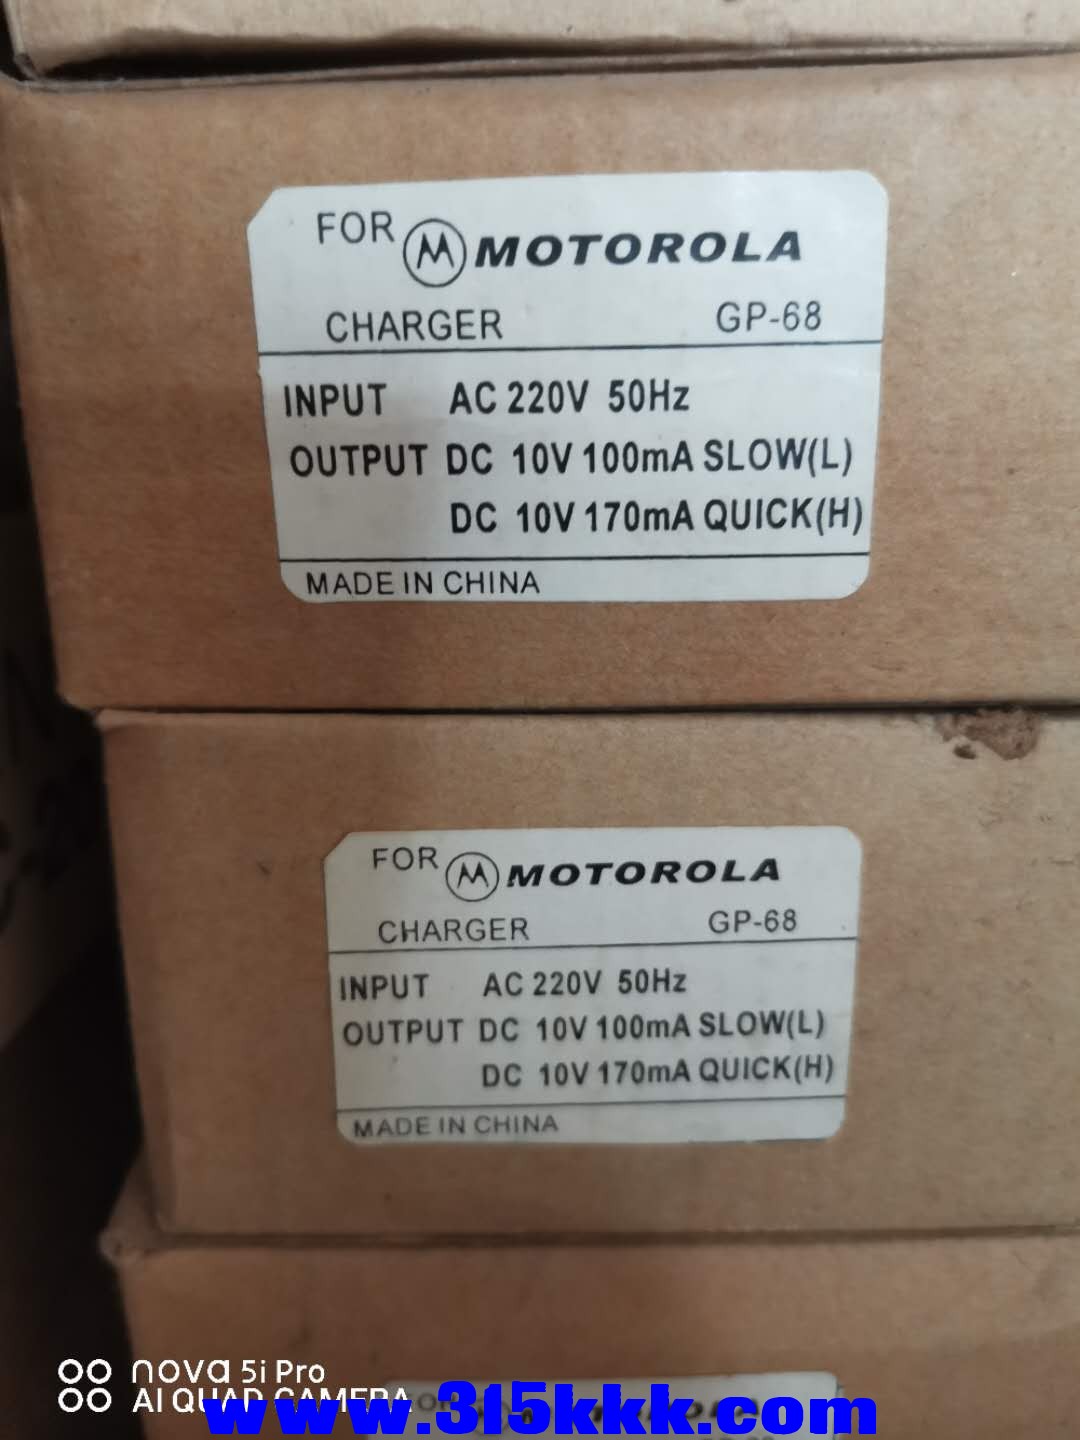 FOR MOTOROLA
CHARGER GP-68
INPUT AC 220V 50Hz
OUTPUT DC 10V 100mA SLOW(L)
DC 10V 170mA QUICK(H)
MADE IN CHINA
FOR MOTOROLA
CHARGER GP-68
INPUT AC 220V 50Hz
OUTPUT DC 10V 100mA SLOW(L)
DC 10V 170mA QUICK(H)
MADE IN CHINA
nova 5i Pro
AI QUAD CAMERA
www.315kkk.com